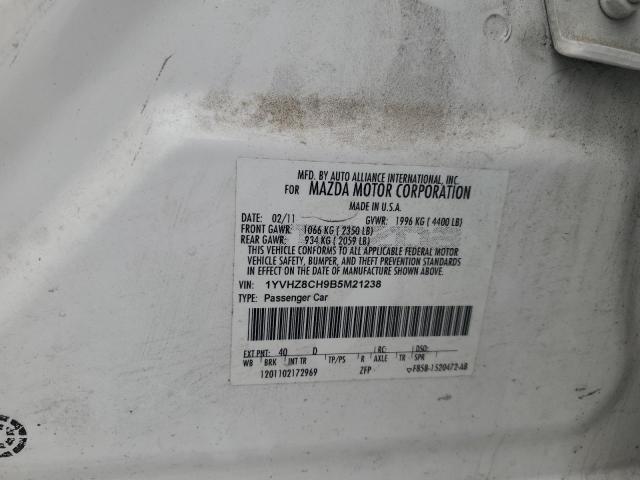 MFD. BY AUTO ALLIANCE INTERNATIONAL, INC.
FOR MAZDA MOTOR CORPORATION
MADE IN U.S.A.
DATE: 02/11 GVWR: 1996 KG ( 4400 LB)
FRONT GAWR: 1066 KG ( 2350 LB)
REAR GAWR: 934 KG ( 2059 LB)
THIS VEHICLE CONFORMS TO ALL APPLICABLE FEDERAL MOTOR
VEHICLE SAFETY, BUMPER, AND THEFT PREVENTION STANDARDS
IN EFFECT ON THE DATE OF MANUFACTURE SHOWN ABOVE.
VIN: 1YVHZ8CH9B5M21238
TYPE: Passenger Car
EXT PNT: 40 D RC: DSO:
WB BRK INT TR TP/PS R AXLE TR SPR
1201102172969 ZFP F85B-1520472-AB